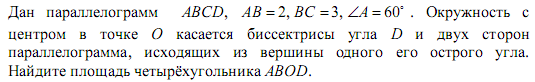 Дан параллелограмм ABCD, AB = 2, BC = 3, ∠A = 60°. Окружность с
центром в точке O касается биссектрисы угла D и двух сторон
параллелограмма, исходящих из вершины одного его острого угла.
Найдите площадь четырёхугольника ABOD.